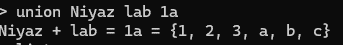 > union Niyaz lab 1a
Niyaz + lab = 1a = {1, 2, 3, a, b, c}